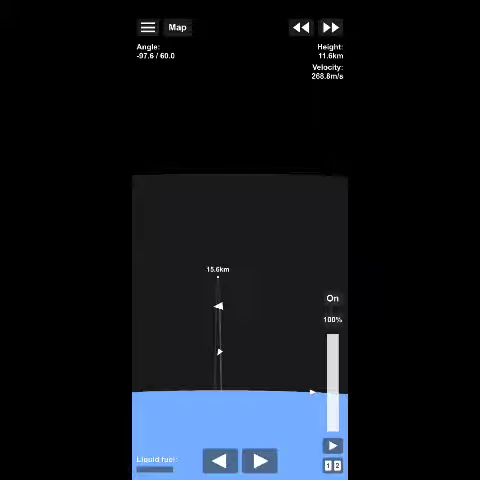 Map
Angle:
-97.6 / 60.0
Height:
11.6km
Velocity:
268.8m/s
15.6km
On
100%
Liquid fuel:
1 2